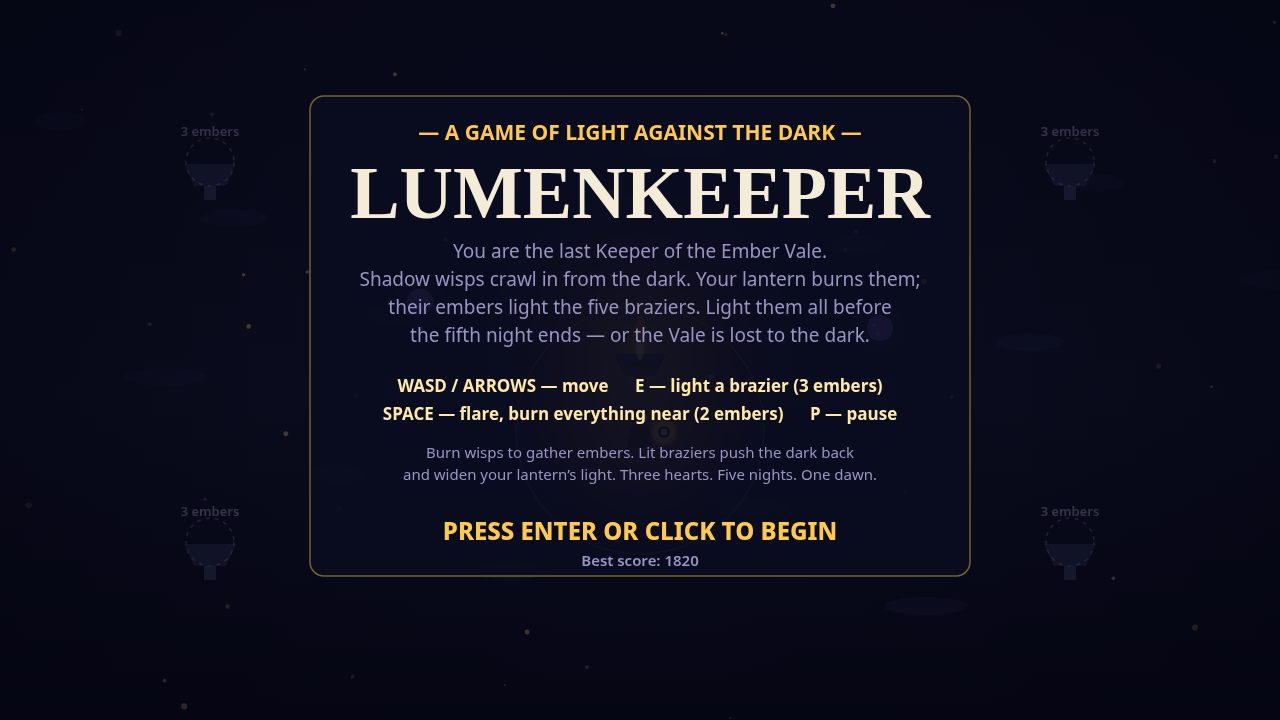 3 embers
3 embers
— A GAME OF LIGHT AGAINST THE DARK —
LUMENKEEPER
You are the last Keeper of the Ember Vale.
Shadow wisps crawl in from the dark. Your lantern burns them;
their embers light the five braziers. Light them all before
the fifth night ends — or the Vale is lost to the dark.
WASD / ARROWS — move E — light a brazier (3 embers)
SPACE — flare, burn everything near (2 embers) P — pause
Burn wisps to gather embers. Lit braziers push the dark back
and widen your lantern’s light. Three hearts. Five nights. One dawn.
3 embers
3 embers
PRESS ENTER OR CLICK TO BEGIN
Best score: 1820